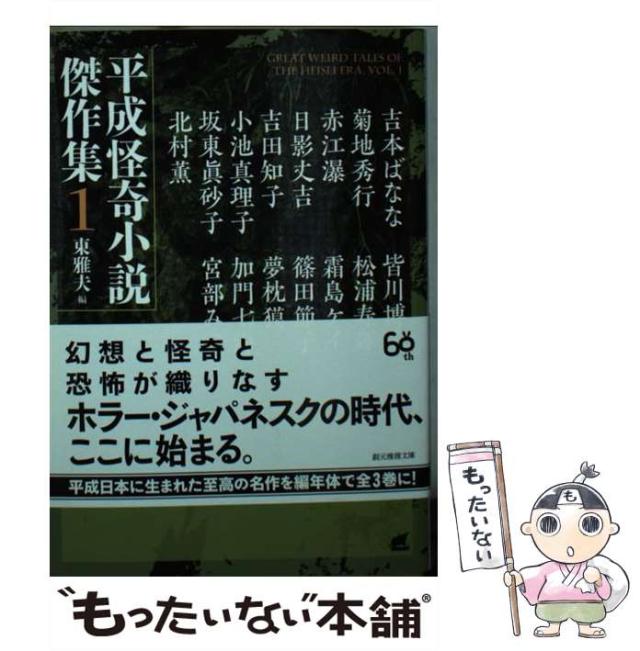 GREAT WEIRD TALES OF
THE HEISEI ERA, VOL. 1
平成怪奇小説
傑作集1
東雅夫 編
吉本ばなな
菊地秀行
赤江瀑
日影丈吉
吉田知子
小池真理子
坂東眞砂子
北村薫
皆川博
松浦寿
霜島ケイ
篠田節子
夢枕獏
加門七
宮部み
60th
幻想と怪奇と
恐怖が織りなす
ホラー・ジャパネスクの時代、
ここに始まる。
創元推理文庫
平成日本に生まれた至高の名作を編年体で全3巻に!
もったいない
も
"もったいない本舗®